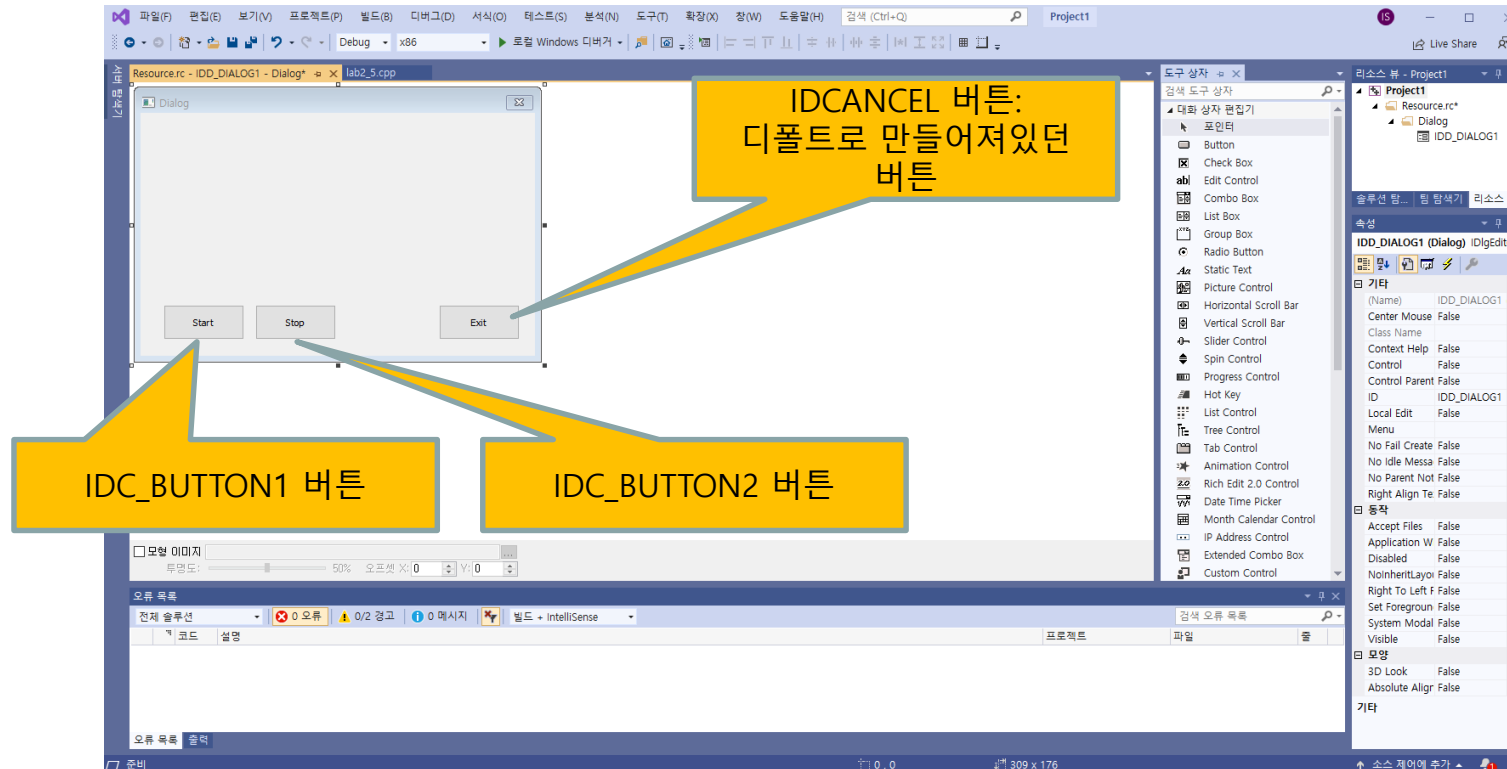 파일(F) 편집(E) 보기(V) 프로젝트(P) 빌드(B) 디버그(D) 서식(O) 테스트(S) 분석(N) 도구(T) 확장(X) 창(W) 도움말(H) 검색 (Ctrl+Q) Project1 IS
Debug x86 로컬 Windows 디버거 Live Share
서버 탐색기
Resource.rc - IDD_DIALOG1 - Dialog* lab2_5.cpp
Dialog
Start Stop Exit
IDCANCEL 버튼:
디폴트로 만들어져있던
버튼
IDC_BUTTON1 버튼
IDC_BUTTON2 버튼
모형 이미지 ...
투명도: 50% 오프셋 X: 0 Y: 0
도구 상자
검색 도구 상자
대화 상자 편집기
포인터
Button
Check Box
Edit Control
Combo Box
List Box
Group Box
Radio Button
Static Text
Picture Control
Horizontal Scroll Bar
Vertical Scroll Bar
Slider Control
Spin Control
Progress Control
Hot Key
List Control
Tree Control
Tab Control
Animation Control
Rich Edit 2.0 Control
Date Time Picker
Month Calendar Control
IP Address Control
Extended Combo Box
Custom Control
리소스 뷰 - Project1
Project1
Resource.rc*
Dialog
IDD_DIALOG1
솔루션 탐... 팀 탐색기 리소스
속성
IDD_DIALOG1 (Dialog) IDlgEdit
기타
(Name) IDD_DIALOG1
Center Mouse False
Class Name
Context Help False
Control False
Control Parent False
ID IDD_DIALOG1
Local Edit False
Menu
No Fail Create False
No Idle Messa False
No Parent Not False
Right Align Te False
동작
Accept Files False
Application W False
Disabled False
NoInheritLayou False
Right To Left F False
Set Foregroun False
System Modal False
Visible False
모양
3D Look False
Absolute Aligr False
기타
오류 목록
전체 솔루션 0 오류 0/2 경고 0 메시지 빌드 + IntelliSense 검색 오류 목록
코드 설명 프로젝트 파일 줄
오류 목록 출력
준비 0 , 0 309 x 176 소스 제어에 추가 1